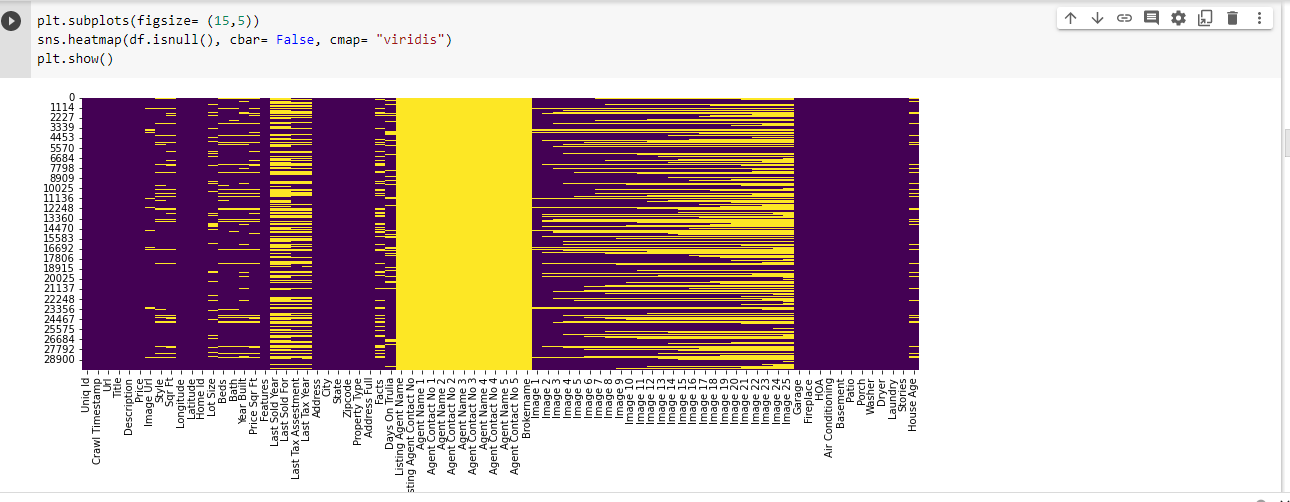 plt.subplots(figsize= (15,5))
sns.heatmap(df.isnull(), cbar= False, cmap= "viridis")
plt.show()
0
1114
2227
3339
4453
5570
6684
7798
8909
10025
11136
12248
13360
14470
15583
16692
17806
18915
20025
21137
22248
23356
24467
25575
26684
27792
28900
Uniq Id
Crawl Timestamp
Url
Title
Description
Price
Image Url
Style
Sqr Ft
Longitude
Latitude
Home Id
Lot Size
Beds
Bath
Year Built
Price Sqr Ft
Features
Last Sold Year
Last Sold For
Last Tax Assestment
Last Tax Year
Address
City
State
Zipcode
Property Type
Address Full
Facts
Days On Trulia
Listing Agent Name
sting Agent Contact No
Agent Name 1
Agent Contact No 1
Agent Name 2
Agent Contact No 2
Agent Name 3
Agent Contact No 3
Agent Name 4
Agent Contact No 4
Agent Name 5
Agent Contact No 5
Brokername
Image 1
Image 2
Image 3
Image 4
Image 5
Image 6
Image 7
Image 8
Image 9
Image 10
Image 11
Image 12
Image 13
Image 14
Image 15
Image 16
Image 17
Image 18
Image 19
Image 20
Image 21
Image 22
Image 23
Image 24
Image 25
Garage
Fireplace
HOA
Air Conditioning
Basement
Patio
Porch
Washer
Dryer
Laundry
Stories
House Age